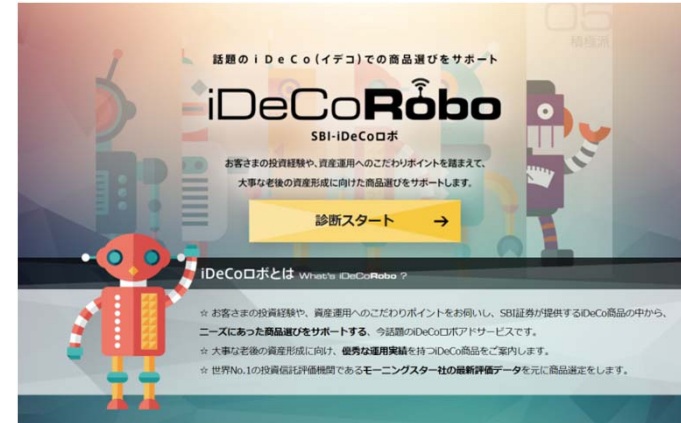 05
積極派
話題のiDeCo(イデコ)での商品選びをサポート
iDeCoRobo
SBI-iDeCoロボ
お客さまの投資経験や、資産運用へのこだわりポイントを踏まえて、
大事な老後の資産形成に向けた商品選びをサポートします。
診断スタート →
iDeCoロボとは What's iDeCoRobo ?
☆ お客さまの投資経験や、資産運用へのこだわりポイントをお伺いし、SBI証券が提供するiDeCo商品の中から、
ニーズにあった商品選びをサポートする、今話題のiDeCoロボアドサービスです。
☆ 大事な老後の資産形成に向け、優秀な運用実績を持つiDeCo商品をご案内します。
☆ 世界No.1の投資信託評価機関であるモーニングスター社の最新評価データを元に商品選定をします。